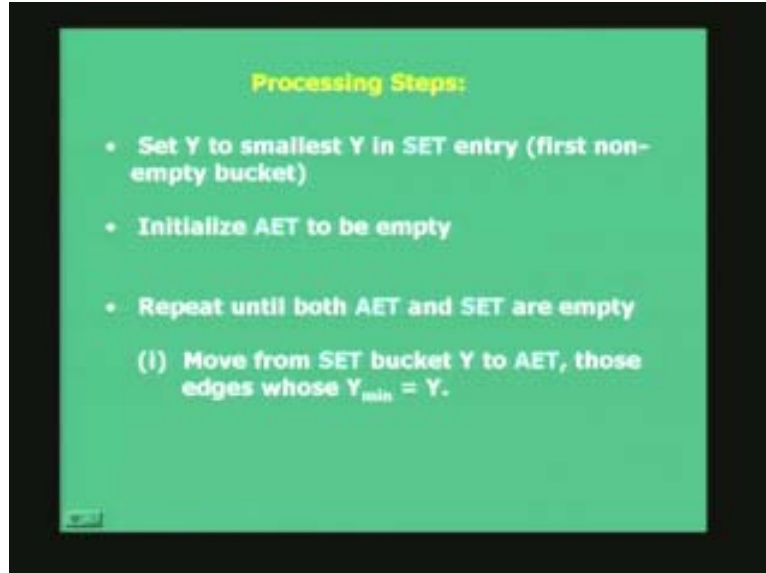 Processing Steps:
• Set Y to smallest Y in SET entry (first non-
empty bucket)
• Initialize AET to be empty
• Repeat until both AET and SET are empty
(i) Move from SET bucket Y to AET, those
edges whose Ymin = Y.